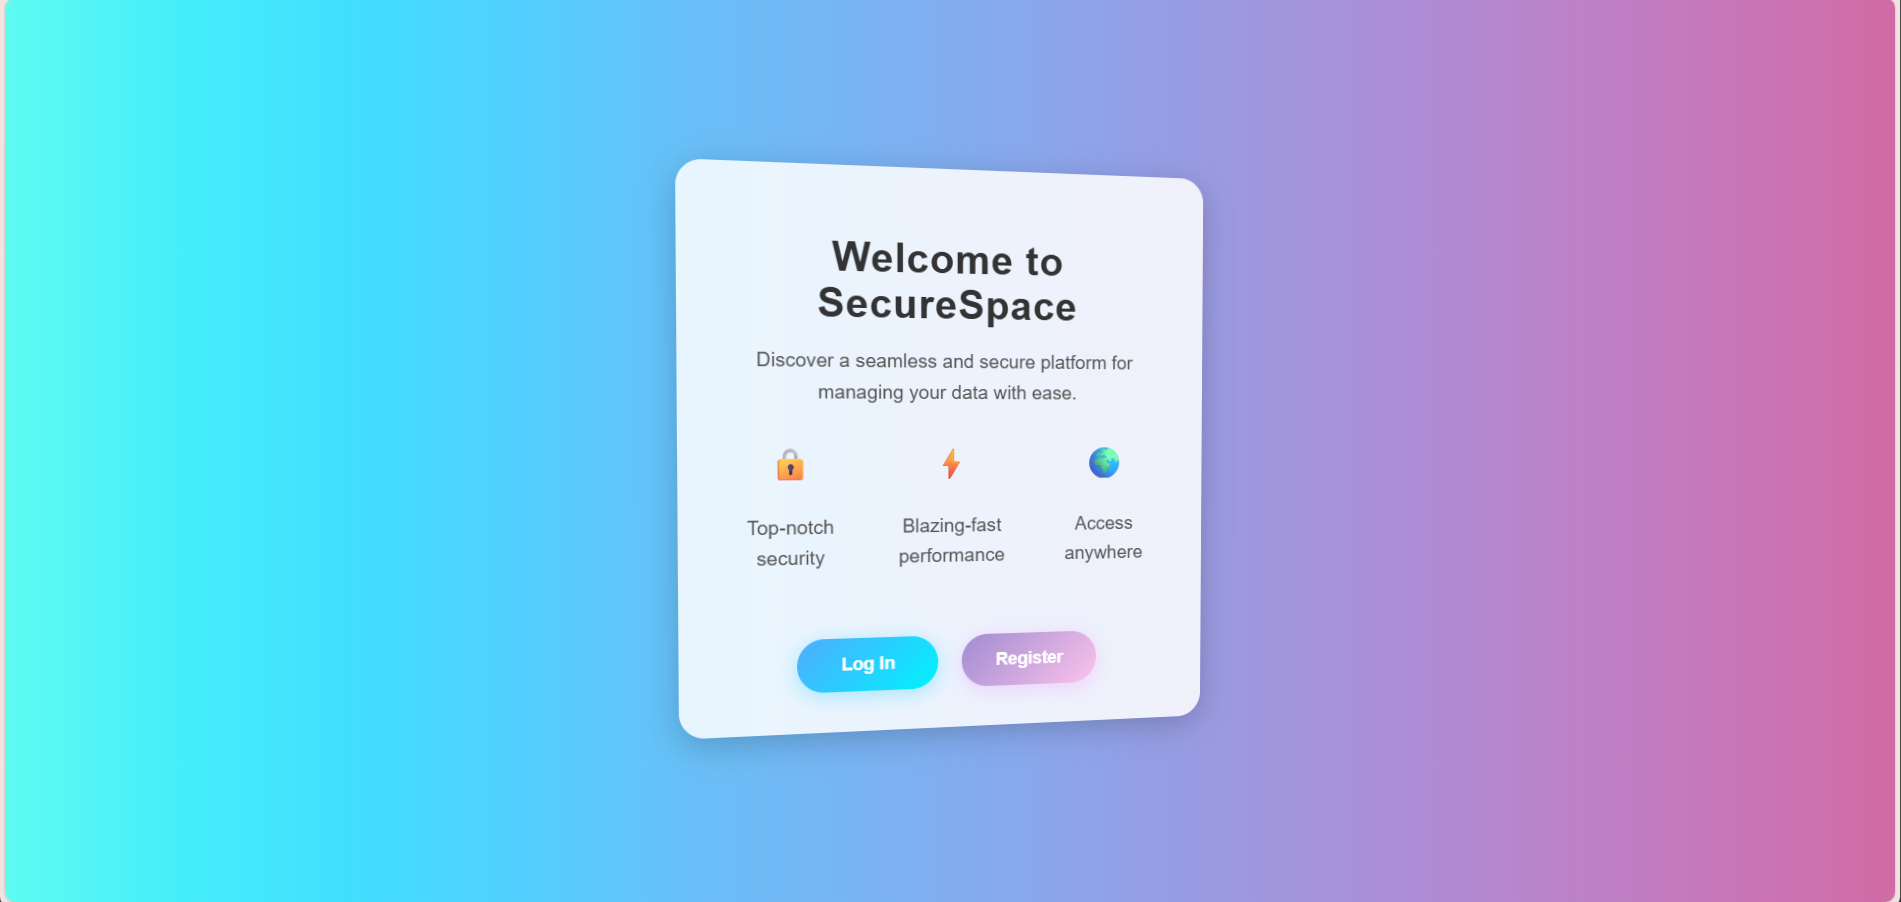 Welcome to
SecureSpace
Discover a seamless and secure platform for
managing your data with ease.
Top-notch
security
Blazing-fast
performance
Access
anywhere
Log In
Register